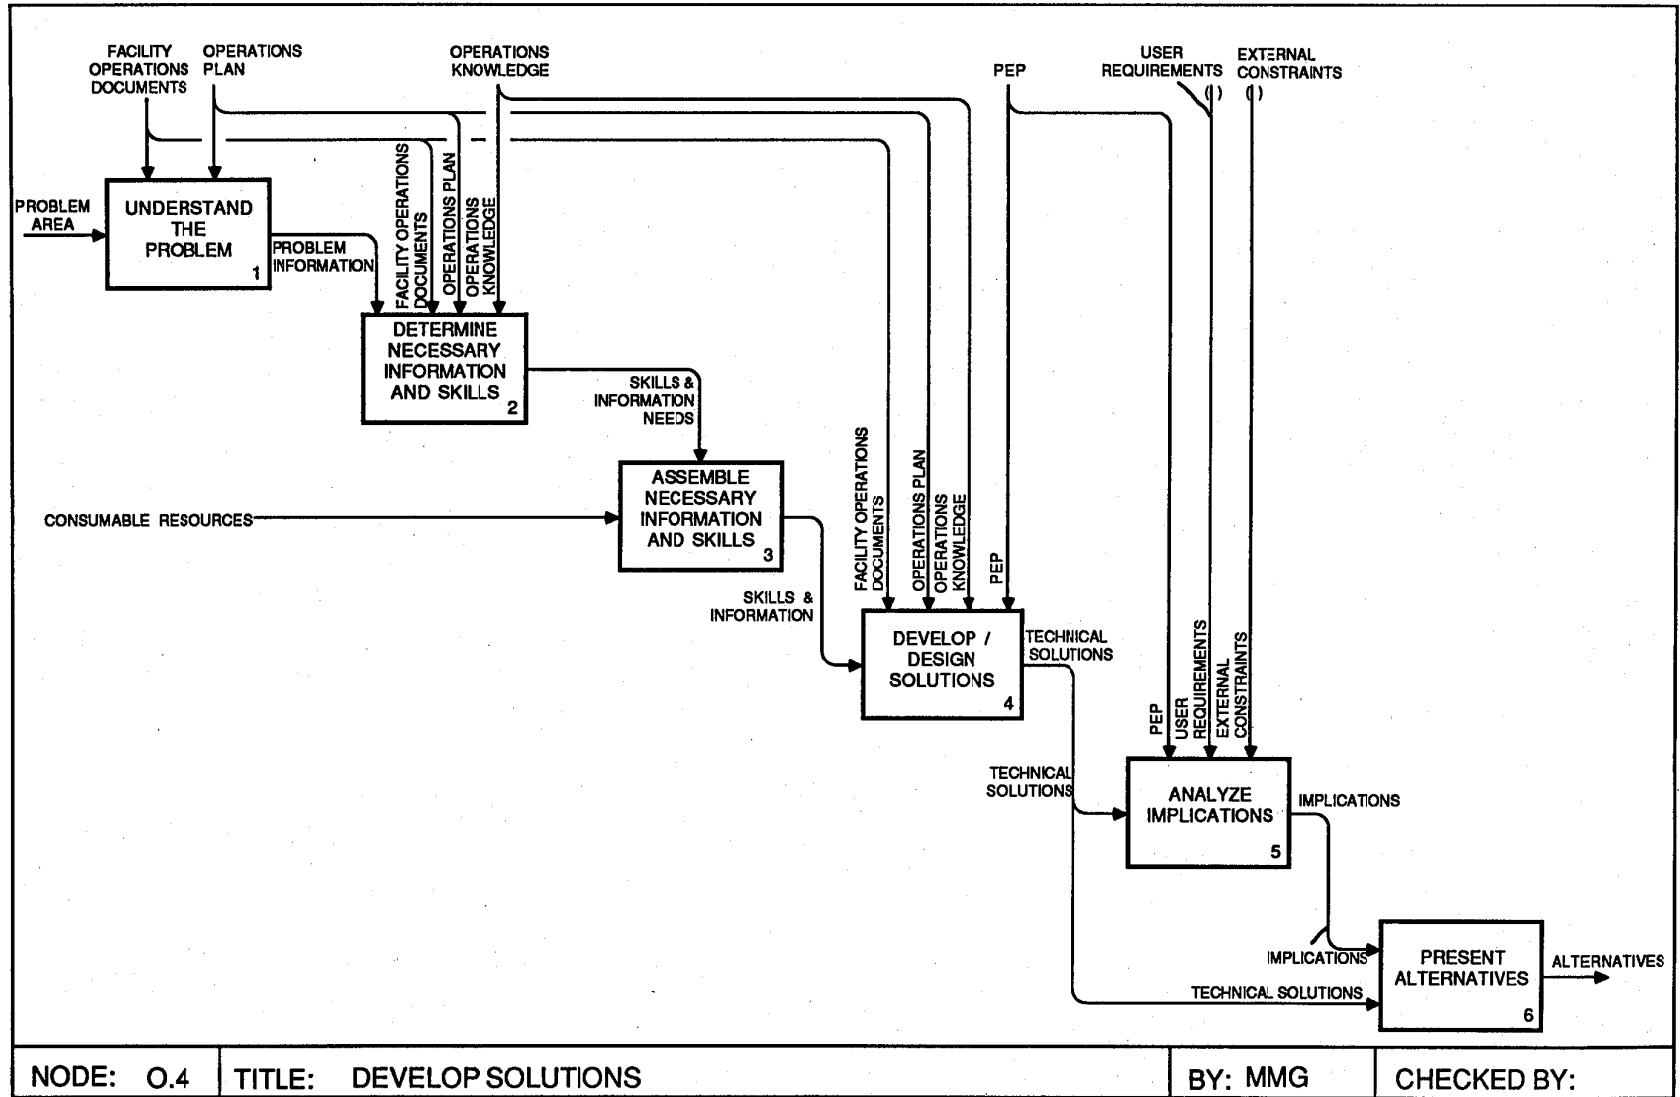 FACILITY
OPERATIONS
DOCUMENTS
OPERATIONS
PLAN
OPERATIONS
KNOWLEDGE
PEP
USER
REQUIREMENTS
( )
EXTERNAL
CONSTRAINTS
( )
PROBLEM
AREA
UNDERSTAND
THE
PROBLEM
1
PROBLEM
INFORMATION
FACILITY OPERATIONS
DOCUMENTS
OPERATIONS PLAN
OPERATIONS
KNOWLEDGE
DETERMINE
NECESSARY
INFORMATION
AND SKILLS
2
SKILLS &
INFORMATION
NEEDS
CONSUMABLE RESOURCES
ASSEMBLE
NECESSARY
INFORMATION
AND SKILLS
3
SKILLS &
INFORMATION
FACILITY OPERATIONS
DOCUMENTS
OPERATIONS PLAN
OPERATIONS
KNOWLEDGE
PEP
DEVELOP /
DESIGN
SOLUTIONS
4
TECHNICAL
SOLUTIONS
PEP
USER
REQUIREMENTS
EXTERNAL
CONSTRAINTS
TECHNICAL
SOLUTIONS
ANALYZE
IMPLICATIONS
5
IMPLICATIONS
IMPLICATIONS
TECHNICAL SOLUTIONS
PRESENT
ALTERNATIVES
6
ALTERNATIVES
NODE: O.4
TITLE: DEVELOP SOLUTIONS
BY: MMG
CHECKED BY: